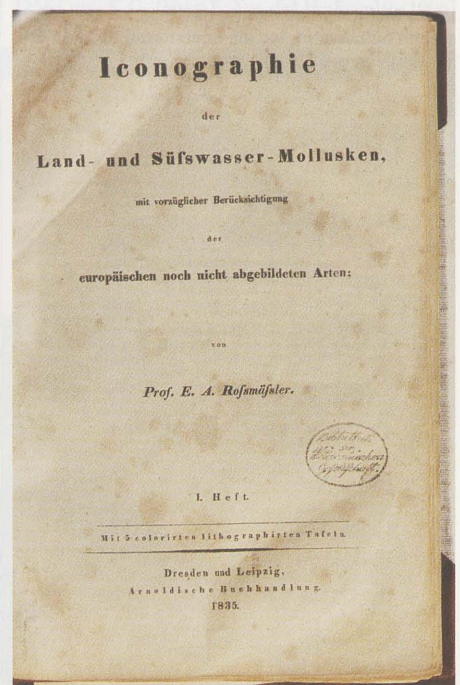 Iconographie
der
Land- und Süſswasser-Mollusken,
mit vorzüglicher Berücksichtigung
der
europäischen noch nicht abgebildeten Arten;
von
Prof. E. A. Roſsmäſsler.
I. Heft.
Mit 5 colorirten lithographirten Tafeln.
Dresden und Leipzig,
Arnoldische Buchhandlung.
1835.